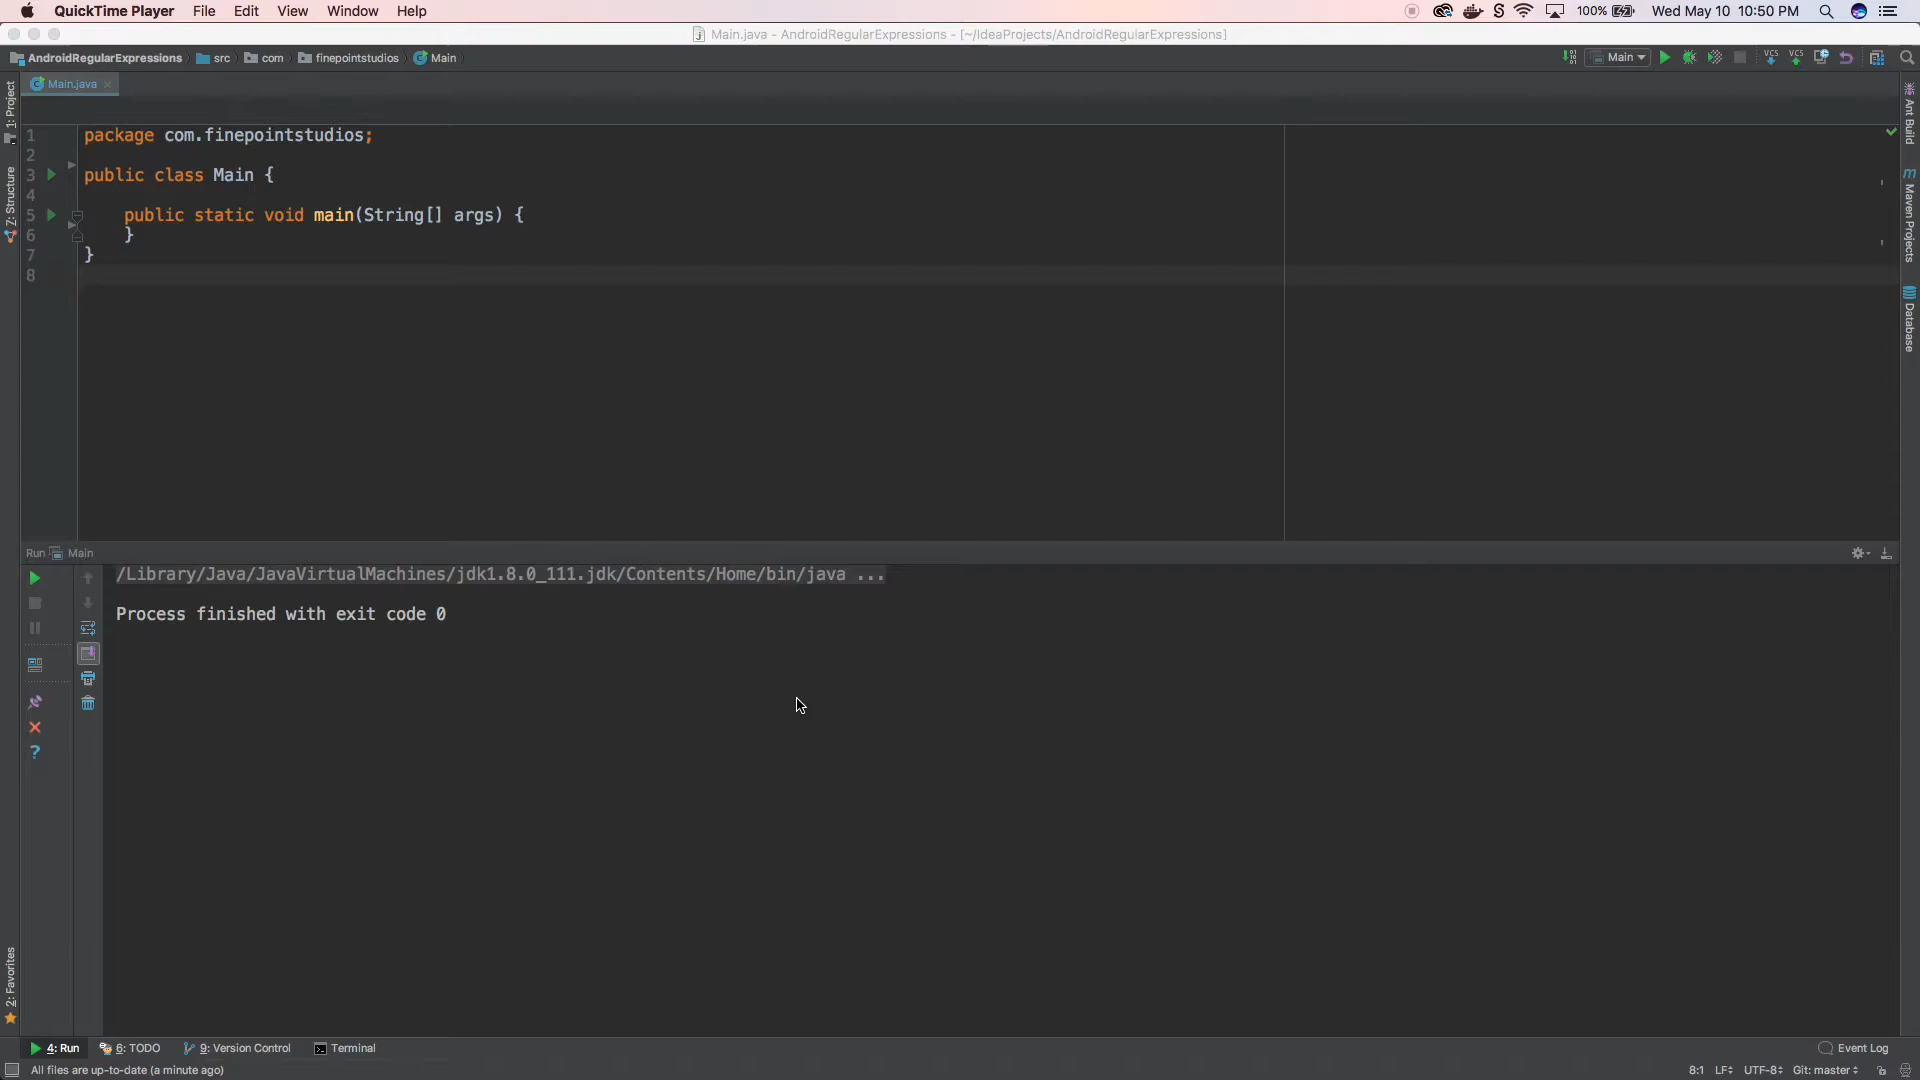 QuickTime Player File Edit View Window Help 100% Wed May 10 10:50 PM
Main.java - AndroidRegularExpressions - [~/IdeaProjects/AndroidRegularExpressions]
AndroidRegularExpressions src com finepointstudios Main Main
Main.java
1 package com.finepointstudios;
2
3 public class Main {
4
5 public static void main(String[] args) {
6 }
7 }
8
1: Project
7: Structure
2: Favorites
Ant Build
Maven Projects
Database
Run Main
/Library/Java/JavaVirtualMachines/jdk1.8.0_111.jdk/Contents/Home/bin/java ...
Process finished with exit code 0
4: Run 6: TODO 9: Version Control Terminal Event Log
All files are up-to-date (a minute ago) 8:1 LF UTF-8 Git: master